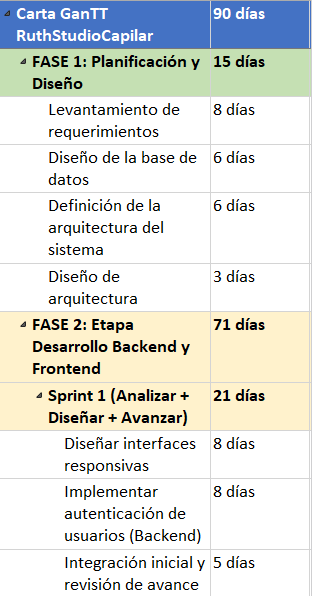 Carta GanTT 90 días
RuthStudioCapilar
FASE 1: Planificación y 15 días
Diseño
Levantamiento de 8 días
requerimientos
Diseño de la base de 6 días
datos
Definición de la 6 días
arquitectura del
sistema
Diseño de 3 días
arquitectura
FASE 2: Etapa 71 días
Desarrollo Backend y
Frontend
Sprint 1 (Analizar + 21 días
Diseñar + Avanzar)
Diseñar interfaces 8 días
responsivas
Implementar 8 días
autenticación de
usuarios (Backend)
Integración inicial y 5 días
revisión de avance